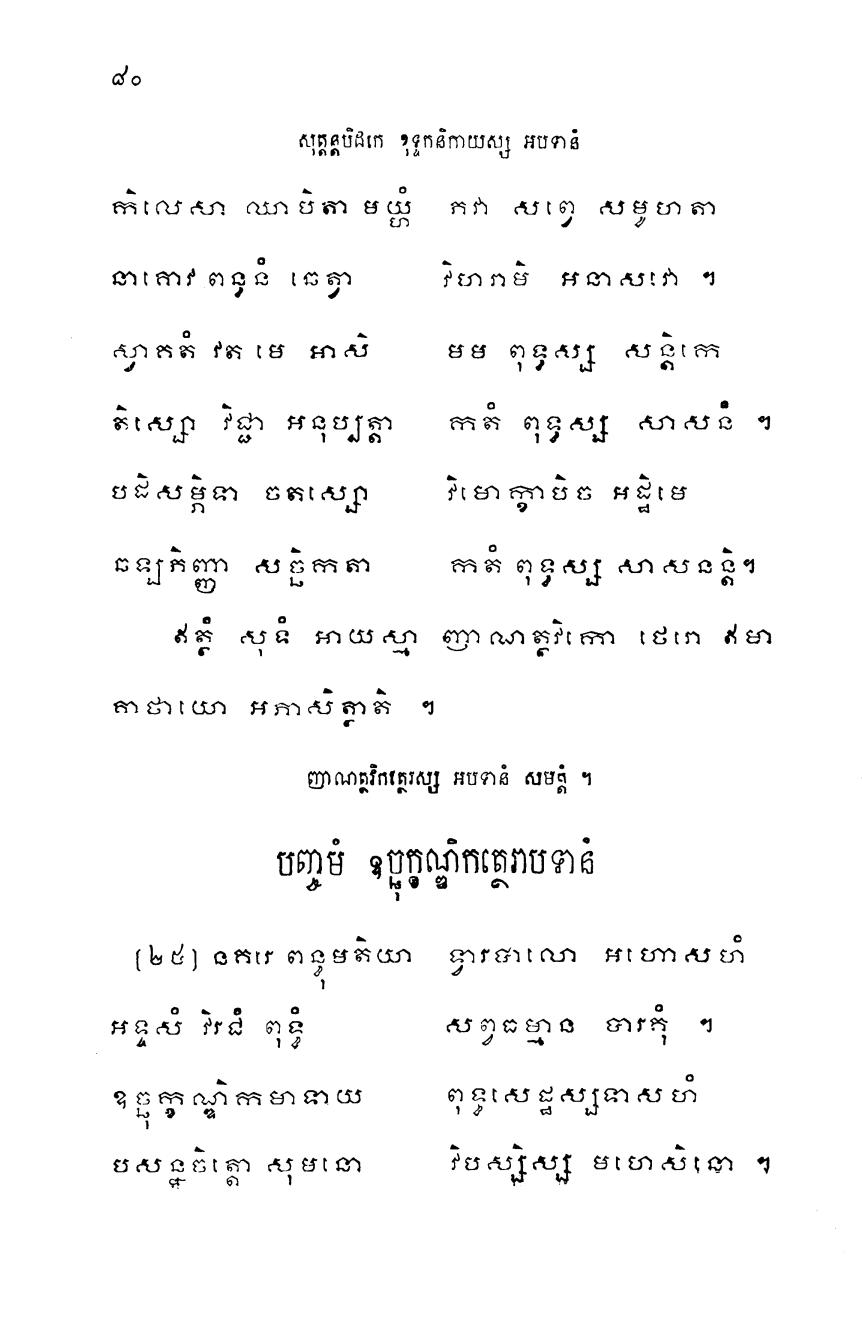 ៨០
សុត្តន្តបិដកេ ខុទ្ទកនិកាយស្ស អបទានំ
កិលេសា ឈាបិតា មយ្ហំ ភវា សព្វេ សមូហតា
នាគោវ ពន្ធនំ ឆេត្វា វិហរាមិ អនាសវោ ។
ស្វាគតំ វត មេ អាសិ មម ពុទ្ធស្ស សន្តិកេ
តិស្សោ វិជ្ជា អនុប្បត្តា កតំ ពុទ្ធស្ស សាសនំ ។
បដិសម្ភិទា ចតស្សោ វិមោក្ខាបិច អដ្ឋិមេ
ឆឡភិញ្ញា សច្ឆិកតា កតំ ពុទ្ធស្ស សាសនន្តិ។
ឥត្ថំ សុទំ អាយស្មា ញាណត្ថវិកោ ថេរោ ឥមា
គាថាយោ អភាសិត្ថាតិ ។
ញាណត្ថវិកត្ថេរស្ស អបទានំ សមត្តំ ។
បញ្ចមំ ឧច្ឆុក្ខណ្ឌិកត្ថេរាបទានំ
[២៥] នគរេ ពន្ធុមតិយា ទ្វារបាលោ អហោសហំ
អទ្ទសំ វិរជំ ពុទ្ធំ សព្វធម្មាន បារគុំ ។
ឧច្ឆុក្ខណ្ឌិកមាទាយ ពុទ្ធសេដ្ឋស្សទាសហំ
បសន្នចិត្តោ សុមនោ វិបស្សិស្ស មហេសិនោ ។